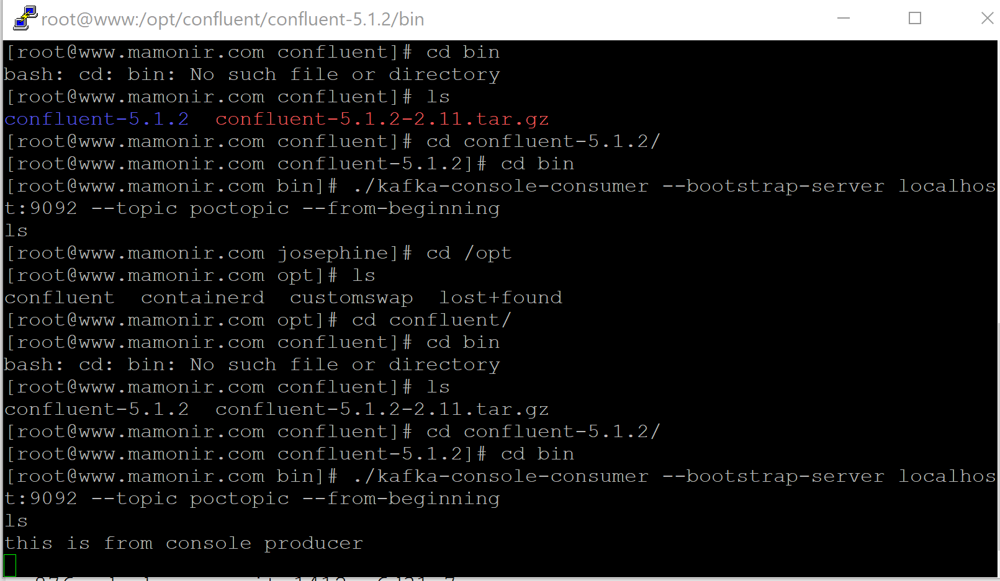 root@www:/opt/confluent/confluent-5.1.2/bin
[root@www.mamonir.com confluent]# cd bin
bash: cd: bin: No such file or directory
[root@www.mamonir.com confluent]# ls
confluent-5.1.2  confluent-5.1.2-2.11.tar.gz
[root@www.mamonir.com confluent]# cd confluent-5.1.2/
[root@www.mamonir.com confluent-5.1.2]# cd bin
[root@www.mamonir.com bin]# ./kafka-console-consumer --bootstrap-server localhos
t:9092 --topic poctopic --from-beginning
ls
[root@www.mamonir.com josephine]# cd /opt
[root@www.mamonir.com opt]# ls
confluent  containerd  customswap  lost+found
[root@www.mamonir.com opt]# cd confluent/
[root@www.mamonir.com confluent]# cd bin
bash: cd: bin: No such file or directory
[root@www.mamonir.com confluent]# ls
confluent-5.1.2  confluent-5.1.2-2.11.tar.gz
[root@www.mamonir.com confluent]# cd confluent-5.1.2/
[root@www.mamonir.com confluent-5.1.2]# cd bin
[root@www.mamonir.com bin]# ./kafka-console-consumer --bootstrap-server localhos
t:9092 --topic poctopic --from-beginning
ls
this is from console producer